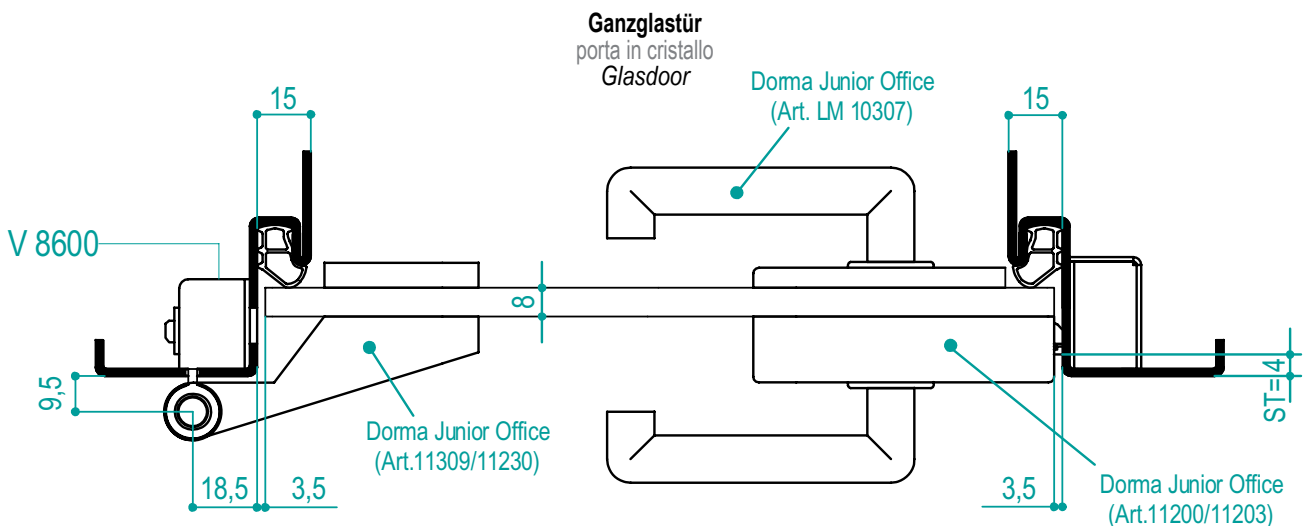 Ganzglastür
porta in cristallo
Glasdoor
Dorma Junior Office
(Art. LM 10307)
15
15
V 8600
8
9,5
ST= 4
Dorma Junior Office
(Art.11309/11230)
18,5
3,5
3,5
Dorma Junior Office
(Art.11200/11203)